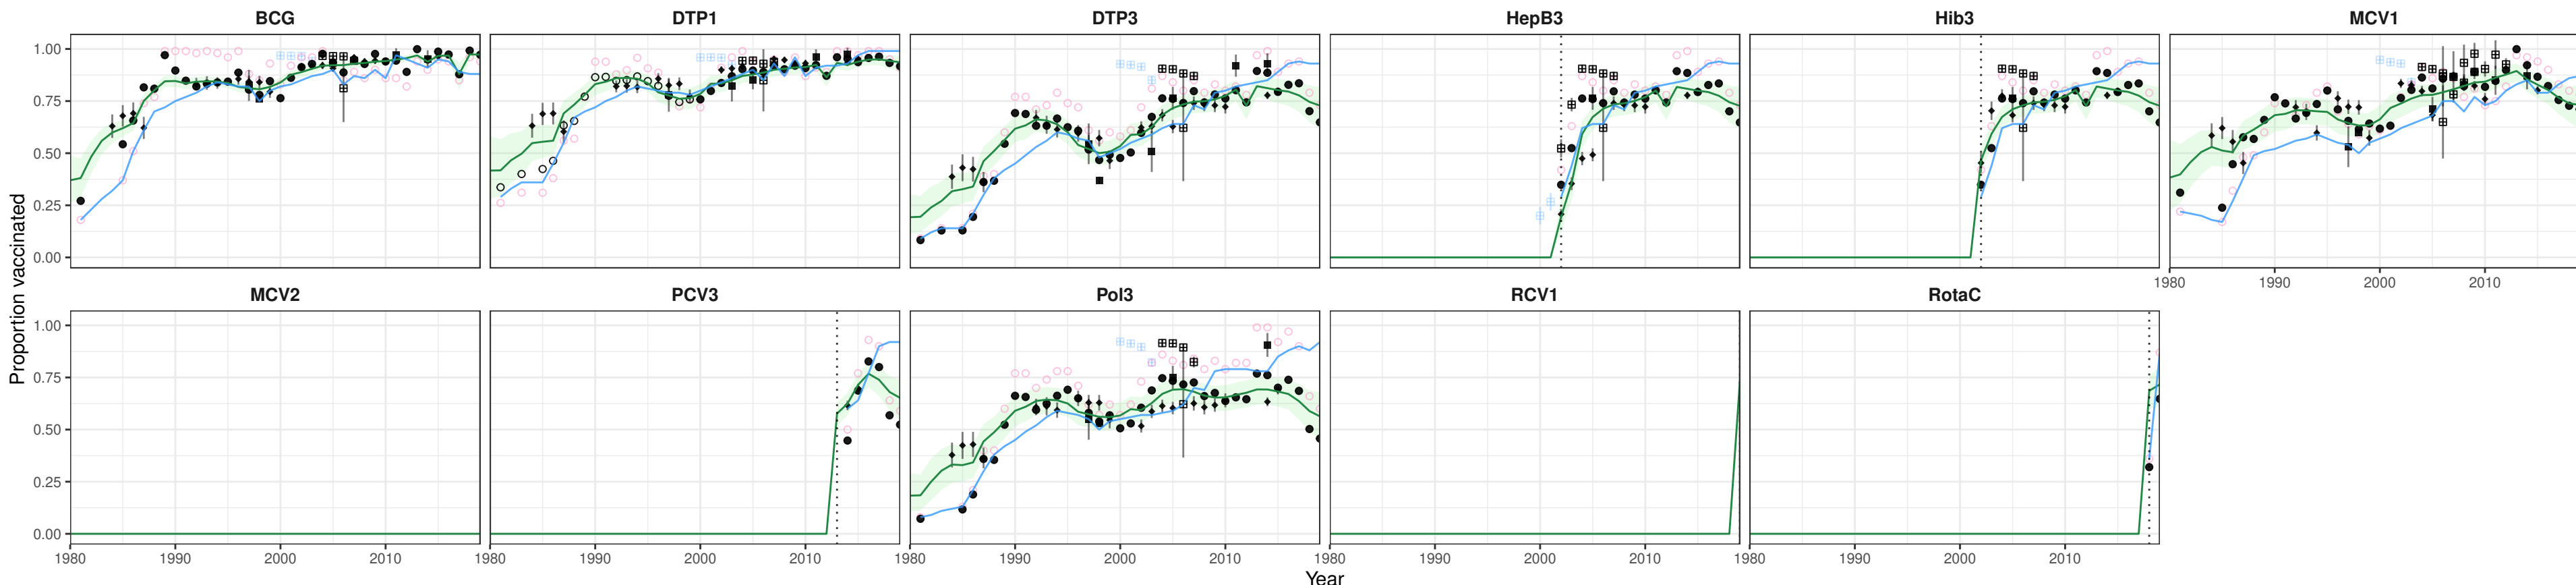 BCG DTP1 DTP3 HepB3 Hib3 MCV1
1.00
0.75
0.50
0.25
0.00
1980 1990 2000 2010
MCV2 PCV3 Pol3 RCV1 RotaC
1.00
0.75
0.50
0.25
0.00
1980 1990 2000 2010 1980 1990 2000 2010 1980 1990 2000 2010 1980 1990 2000 2010 1980 1990 2000 2010
Proportion vaccinated
Year